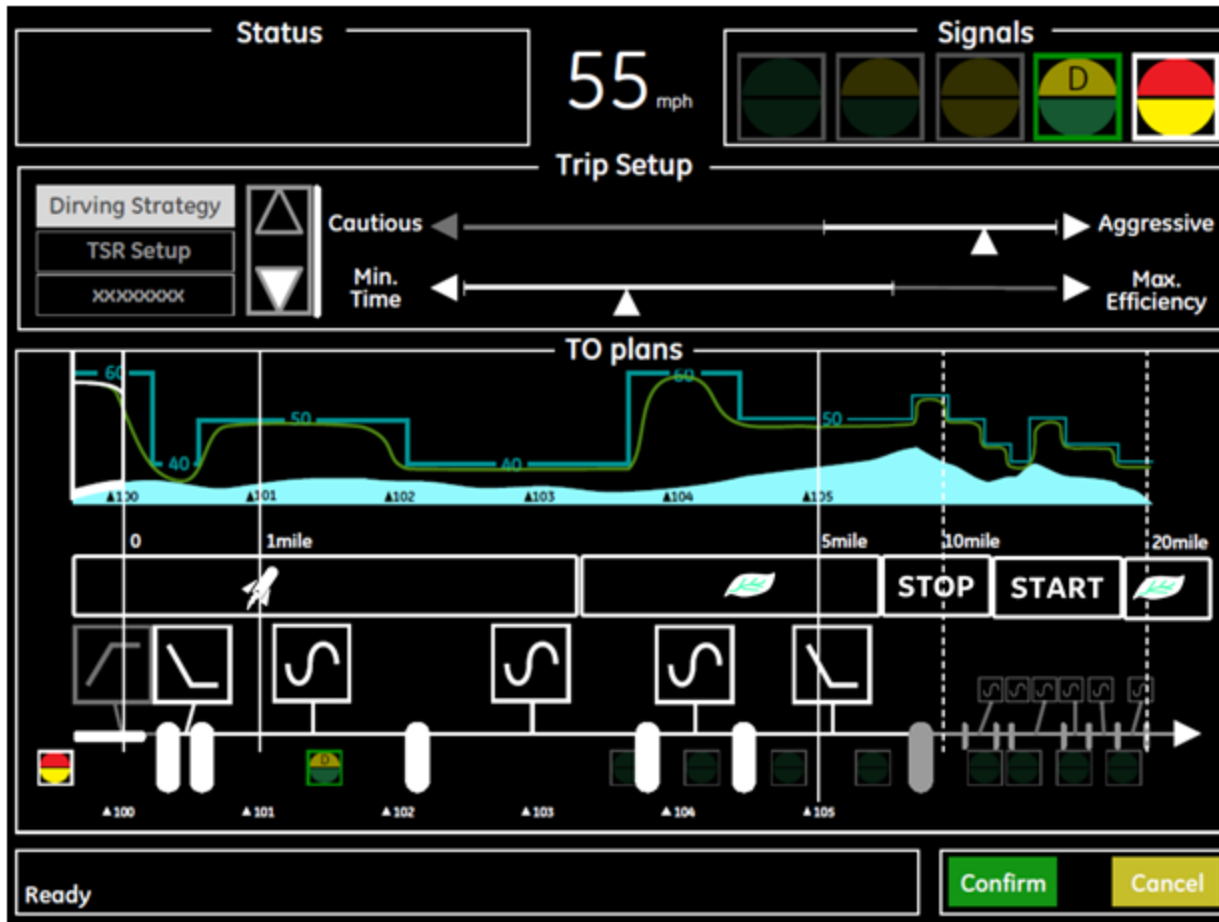 Status
55 mph
Signals
D
Trip Setup
Dirving Strategy
TSR Setup
xxxxxxxx
Cautious
Aggressive
Min.
Time
Max.
Efficiency
TO plans
60
40
50
40
60
50
▲100 ▲101 ▲102 ▲103 ▲104 ▲105
0 1mile 5mile 10mile 20mile
STOP START
D
▲100 ▲101 ▲102 ▲103 ▲104 ▲105
Ready
Confirm Cancel